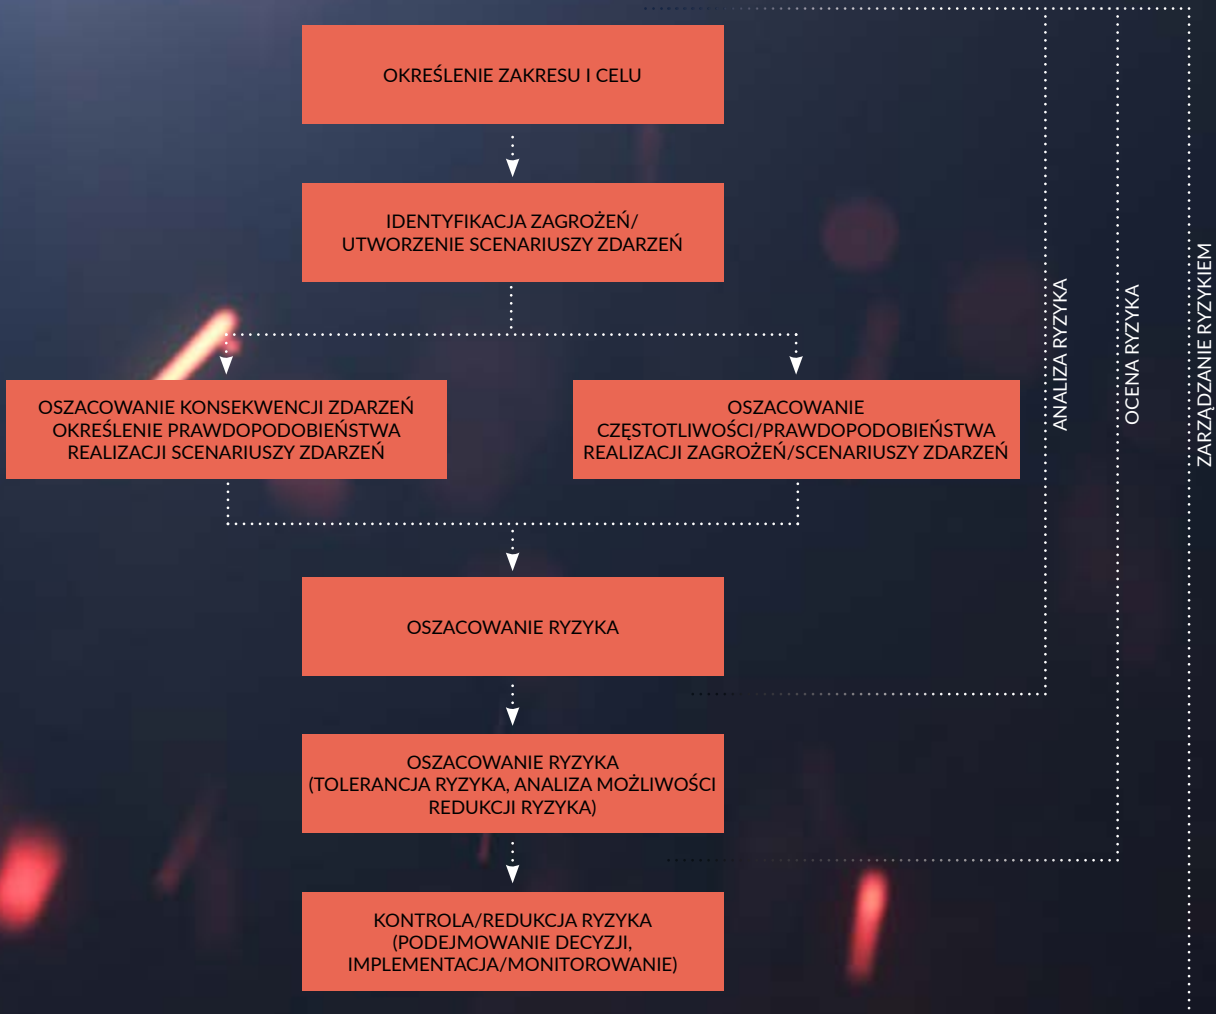 OKREŚLENIE ZAKRESU I CELU
IDENTYFIKACJA ZAGROŻEŃ/
UTWORZENIE SCENARIUSZY ZDARZEŃ
OSZACOWANIE KONSEKWENCJI ZDARZEŃ
OKREŚLENIE PRAWDOPODOBIEŃSTWA
REALIZACJI SCENARIUSZY ZDARZEŃ
OSZACOWANIE
CZĘSTOTLIWOŚCI/PRAWDOPODOBIEŃSTWA
REALIZACJI ZAGROŻEŃ/SCENARIUSZY ZDARZEŃ
OSZACOWANIE RYZYKA
OSZACOWANIE RYZYKA
(TOLERANCJA RYZYKA, ANALIZA MOŻLIWOŚCI
REDUKCJI RYZYKA)
KONTROLA/REDUKCJA RYZYKA
(PODEJMOWANIE DECYZJI,
IMPLEMENTACJA/MONITOROWANIE)
ANALIZA RYZYKA
OCENA RYZYKA
ZARZĄDZANIE RYZYKIEM